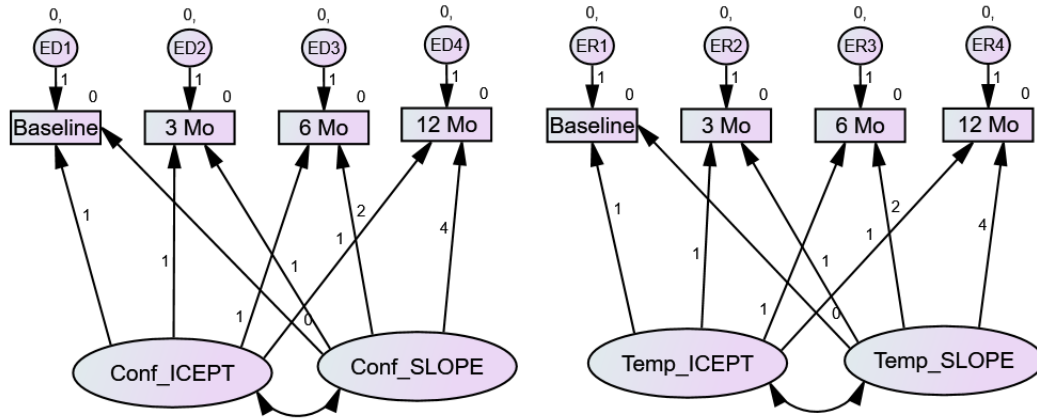 0, 0, 0, 0, 0, 0, 0, 0,
ED1 ED2 ED3 ED4 ER1 ER2 ER3 ER4
1 1 1 1 1 1 1 1
0 0 0 0 0 0 0 0
Baseline 3 Mo 6 Mo 12 Mo Baseline 3 Mo 6 Mo 12 Mo
1 2 1 2
1 4 1 4
1 1 1 1
1 0 1 0
Conf_ICEPT Conf_SLOPE Temp_ICEPT Temp_SLOPE